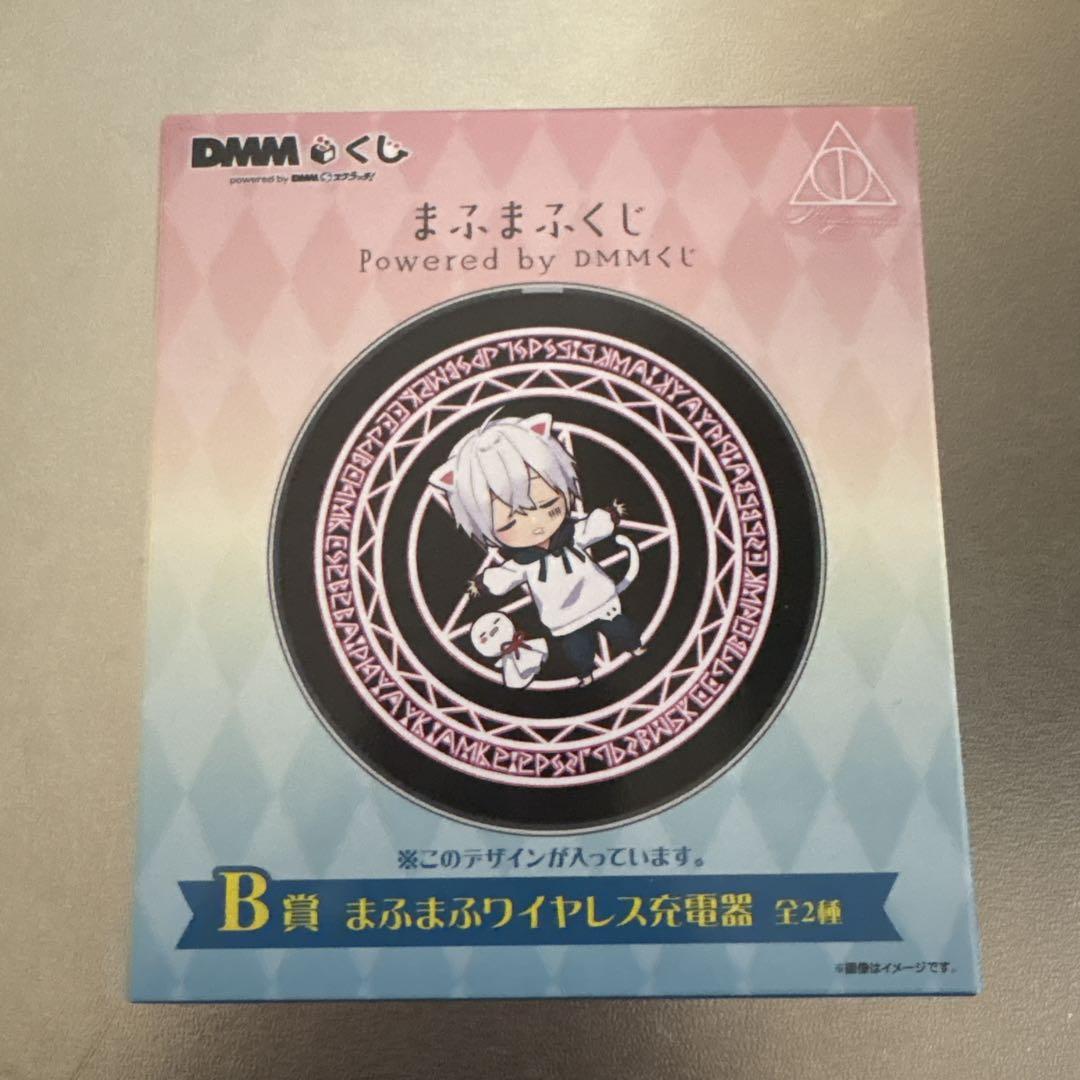 DMM くじ
powered by DMMスクラッチ!
まふまふくじ
Powered by DMMくじ
※このデザインが入っています。
B賞 まふまふワイヤレス充電器 全2種
※画像はイメージです。